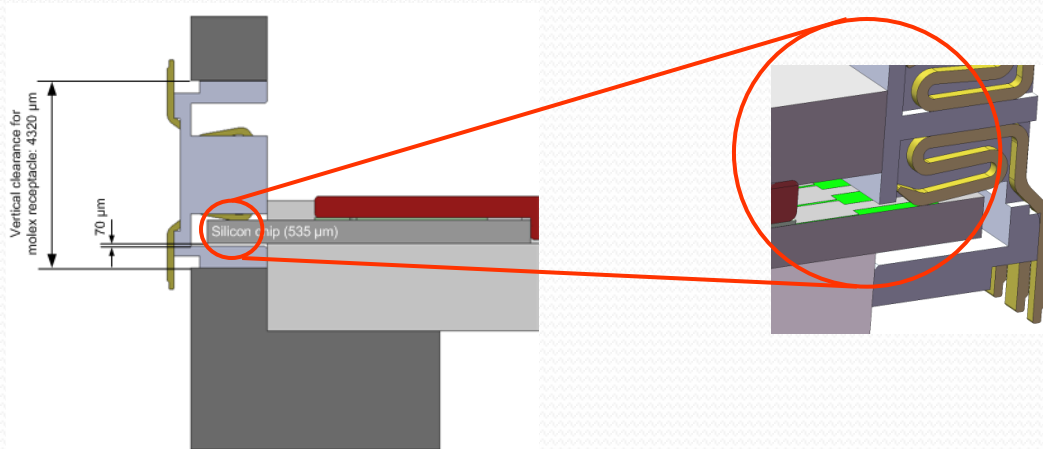 Vertical clearance for
molex receptacle: 4320 µm
70 µm
Silicon chip (535 µm)